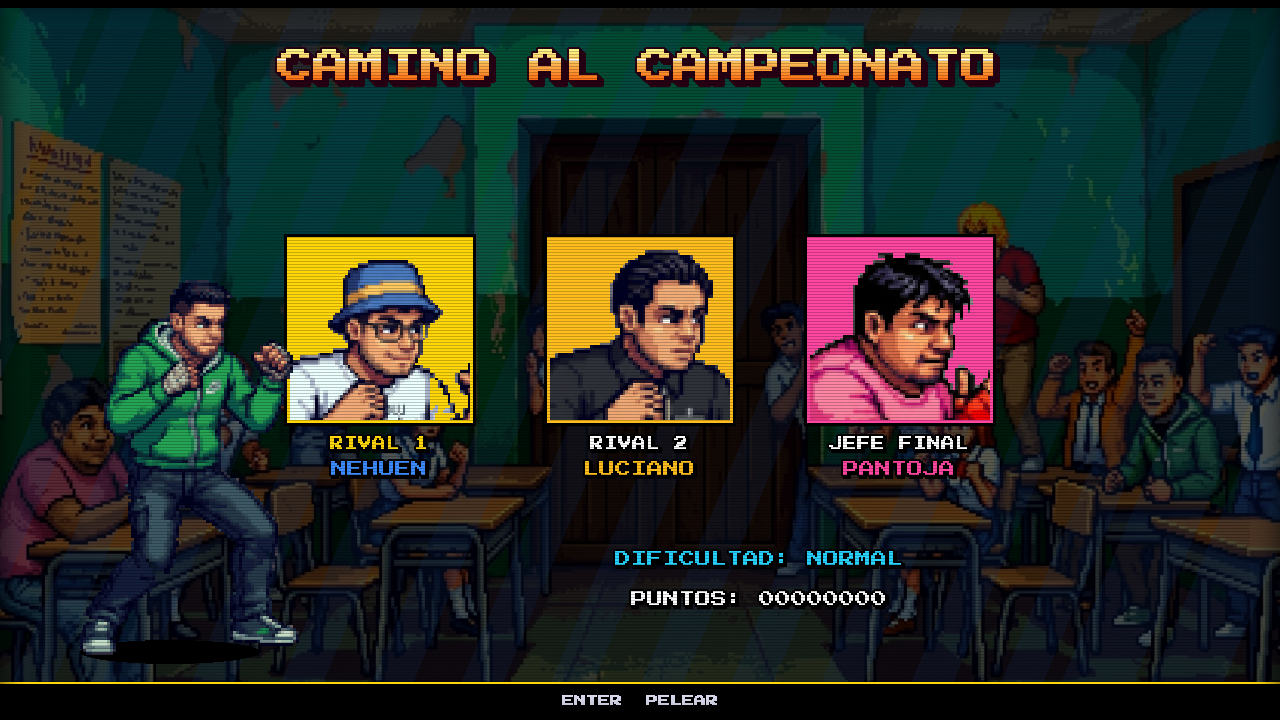 CAMINO AL CAMPEONATO
RIVAL 1
NEHUEN
RIVAL 2
LUCIANO
JEFE FINAL
PANTOJA
DIFICULTAD: NORMAL
PUNTOS: 00000000
ENTER PELEAR